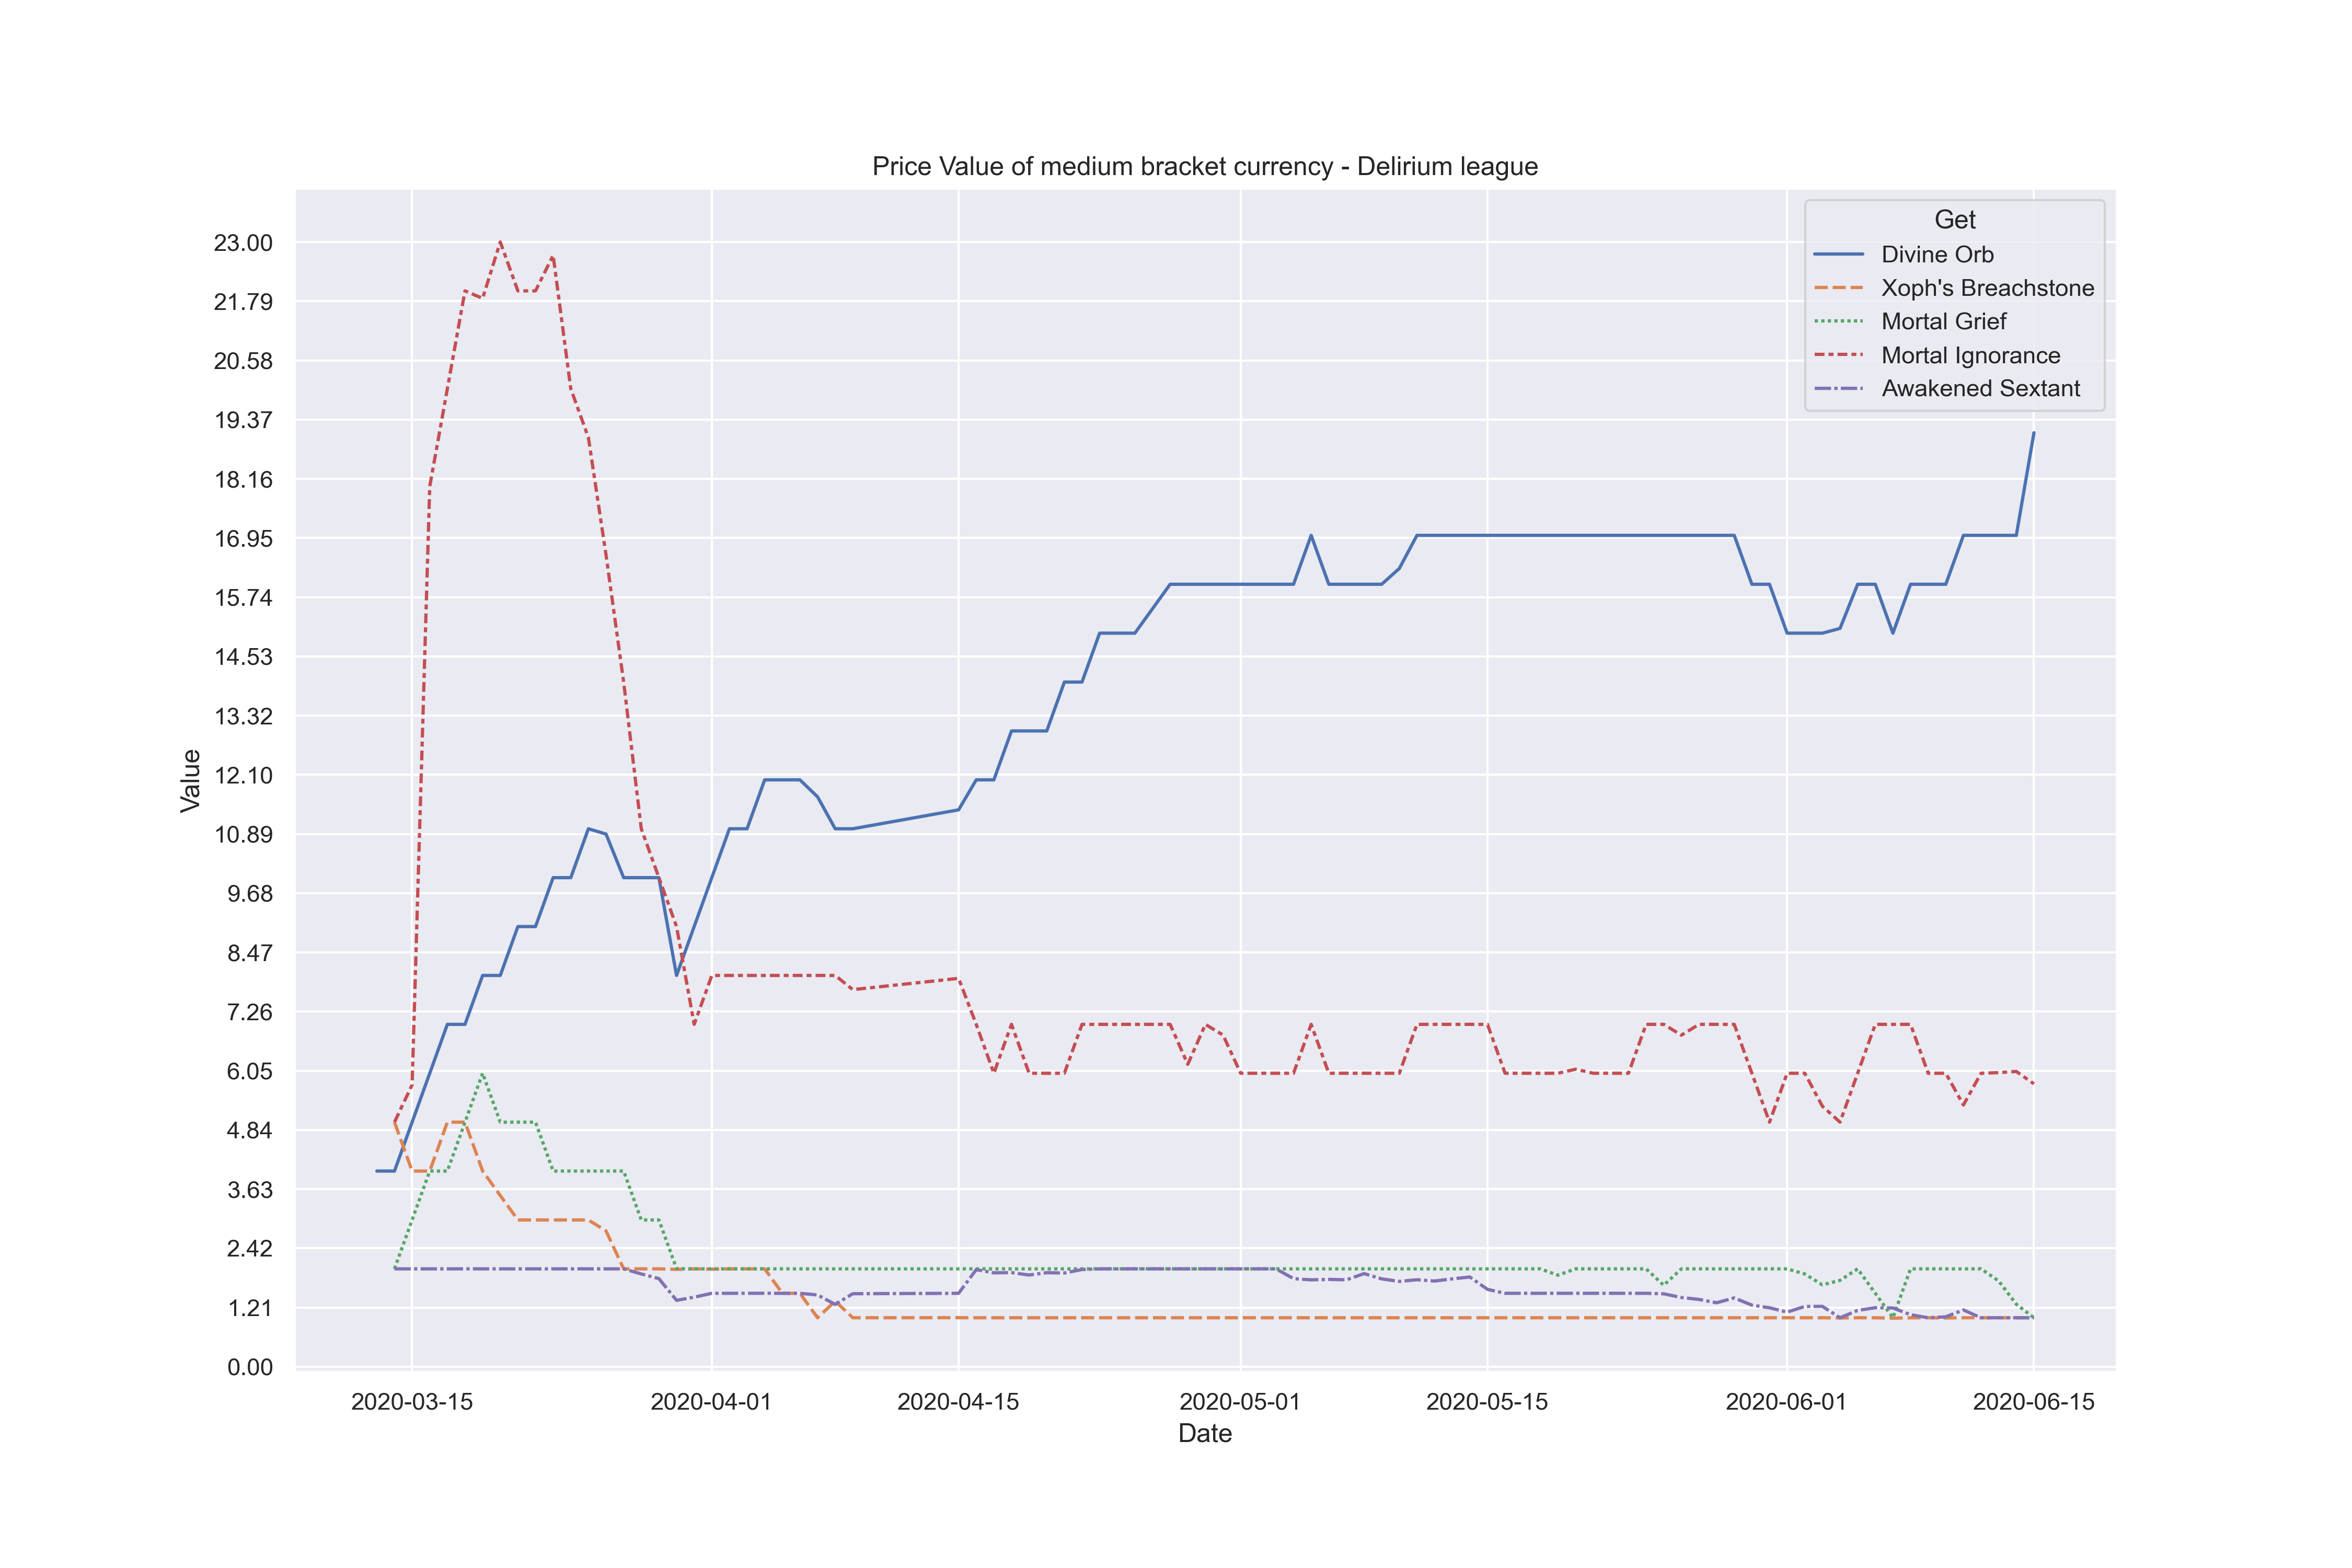 Price Value of medium bracket currency - Delirium league
Get
Divine Orb
Xoph's Breachstone
Mortal Grief
Mortal Ignorance
Awakened Sextant
Value
23.00
21.79
20.58
19.37
18.16
16.95
15.74
14.53
13.32
12.10
10.89
9.68
8.47
7.26
6.05
4.84
3.63
2.42
1.21
0.00
2020-03-15 2020-04-01 2020-04-15 2020-05-01 2020-05-15 2020-06-01 2020-06-15
Date